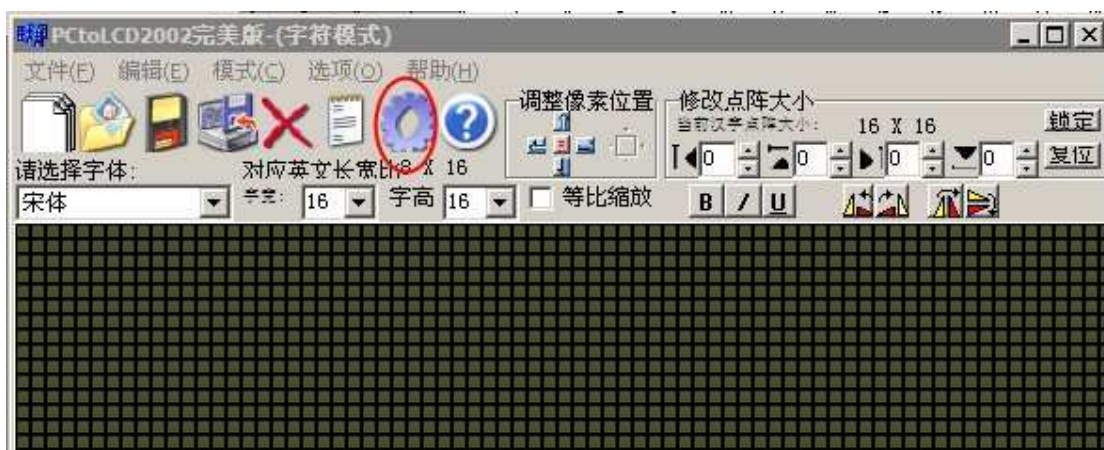 PCtoLCD2002完美版-(字符模式)
文件(F) 编辑(E) 模式(C) 选项(O) 帮助(H)
调整像素位置 修改点阵大小
当前汉字点阵大小: 16 X 16 锁定
0 0 0 0 复位
请选择字体: 对应英文长宽比8 X 16
宋体 字宽: 16 字高 16 等比缩放 B I U